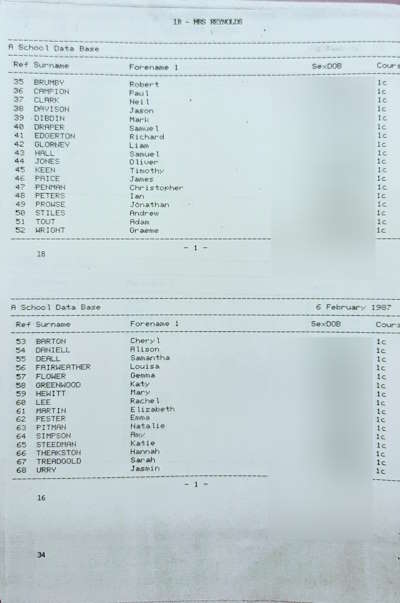 1B - MRS REYNOLDS
A School Data Base
Ref Surname Forename 1 SexDOB Cours
35 BRUMBY Robert 1c
36 CAMPION Paul 1c
37 CLARK Neil 1c
38 DAVISON Jason 1c
39 DIBDIN Mark 1c
40 DRAPER Samuel 1c
41 EDGERTON Richard 1c
42 GLORNEY Liam 1c
43 HALL Samuel 1c
44 JONES Oliver 1c
45 KEEN Timothy 1c
46 PAICE James 1c
47 PENMAN Christopher 1c
48 PETERS Ian 1c
49 PROWSE Jonathan 1c
50 STILES Andrew 1c
51 TOUT Adam 1c
52 WRIGHT Graeme 1c
- 1 -
18
A School Data Base 6 February 1987
Ref Surname Forename 1 SexDOB Cours
53 BARTON Cheryl 1c
54 DANIELL Alison 1c
55 DEALL Samantha 1c
56 FAIRWEATHER Louisa 1c
57 FLOWER Gemma 1c
58 GREENWOOD Katy 1c
59 HEWITT Mary 1c
60 LEE Rachel 1c
61 MARTIN Elizabeth 1c
62 PESTER Emma 1c
63 PITMAN Natalie 1c
64 SIMPSON Amy 1c
65 STEEDMAN Katie 1c
66 THEAKSTON Hannah 1c
67 TREADGOLD Sarah 1c
68 URRY Jasmin 1c
- 1 -
16
34